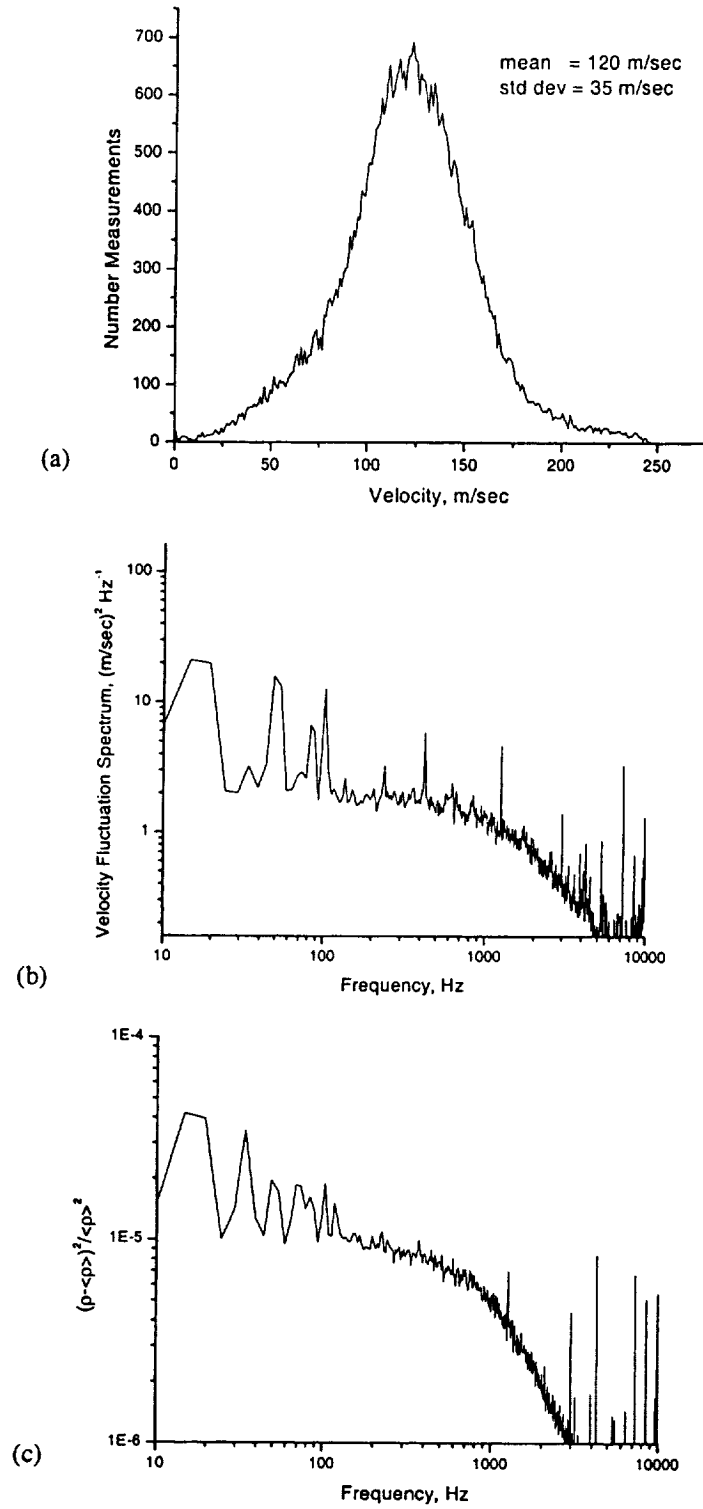 700
600
500
400
300
200
100
0
Number Measurements
mean = 120 m/sec
std dev = 35 m/sec
0 50 100 150 200 250
Velocity, m/sec
(a)
100
10
1
Velocity Fluctuation Spectrum, (m/sec)² Hz⁻¹
10 100 1000 10000
Frequency, Hz
(b)
1E-4
1E-5
1E-6
(ρ-<ρ>)²/<ρ>²
10 100 1000 10000
Frequency, Hz
(c)